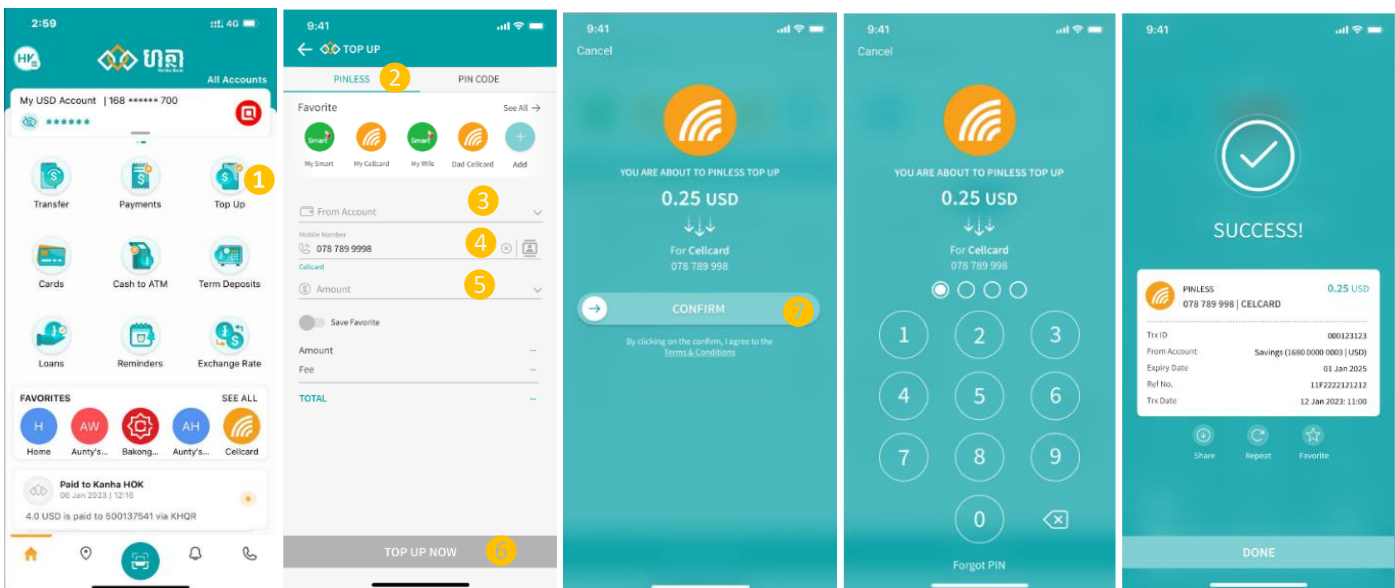 2:59
4G
HK
ហត្ថា
All Accounts
My USD Account | 168 ****** 700
******
Transfer
Payments
Top Up
1
Cards
Cash to ATM
Term Deposits
Loans
Reminders
Exchange Rate
FAVORITES
SEE ALL
H
AW
AH
Home
Aunty's...
Bakong...
Aunty's...
Cellcard
Paid to Kanha HOK
06 Jan 2023 | 12:16
4.0 USD is paid to 500137541 via KHQR
9:41
TOP UP
PINLESS
2
PIN CODE
Favorite
See All →
Smart
Smart
My Smart
My Cellcard
My Wife
Dad Cellcard
Add
From Account
3
Mobile Number
078 789 9998
4
Cellcard
Amount
5
Save Favorite
Amount
--
Fee
--
TOTAL
--
TOP UP NOW
6
9:41
Cancel
YOU ARE ABOUT TO PINLESS TOP UP
0.25 USD
For Cellcard
078 789 998
CONFIRM
7
By clicking on the confirm, I agree to the
Terms & Conditions
9:41
Cancel
YOU ARE ABOUT TO PINLESS TOP UP
0.25 USD
For Cellcard
078 789 998
1
2
3
4
5
6
7
8
9
0
Forgot PIN
9:41
SUCCESS!
PINLESS
0.25 USD
078 789 998 | CELCARD
Trx ID
000123123
From Account
Savings (1680 0000 0003 | USD)
Expiry Date
01 Jan 2025
Ref No.
11F2222121212
Trx Date
12 Jan 2023: 11:00
Share
Repeat
Favorite
DONE